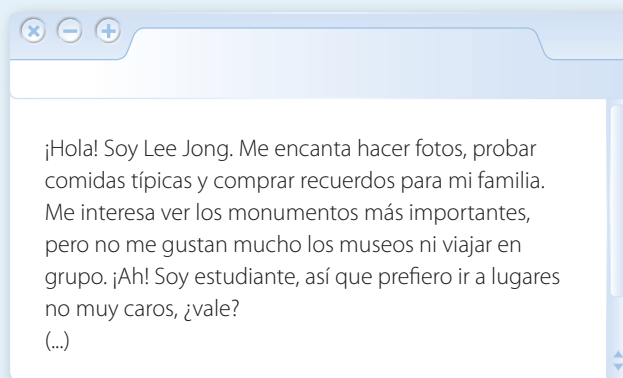 ¡Hola! Soy Lee Jong. Me encanta hacer fotos, probar
comidas típicas y comprar recuerdos para mi familia.
Me interesa ver los monumentos más importantes,
pero no me gustan mucho los museos ni viajar en
grupo. ¡Ah! Soy estudiante, así que prefiero ir a lugares
no muy caros, ¿vale?
(...)